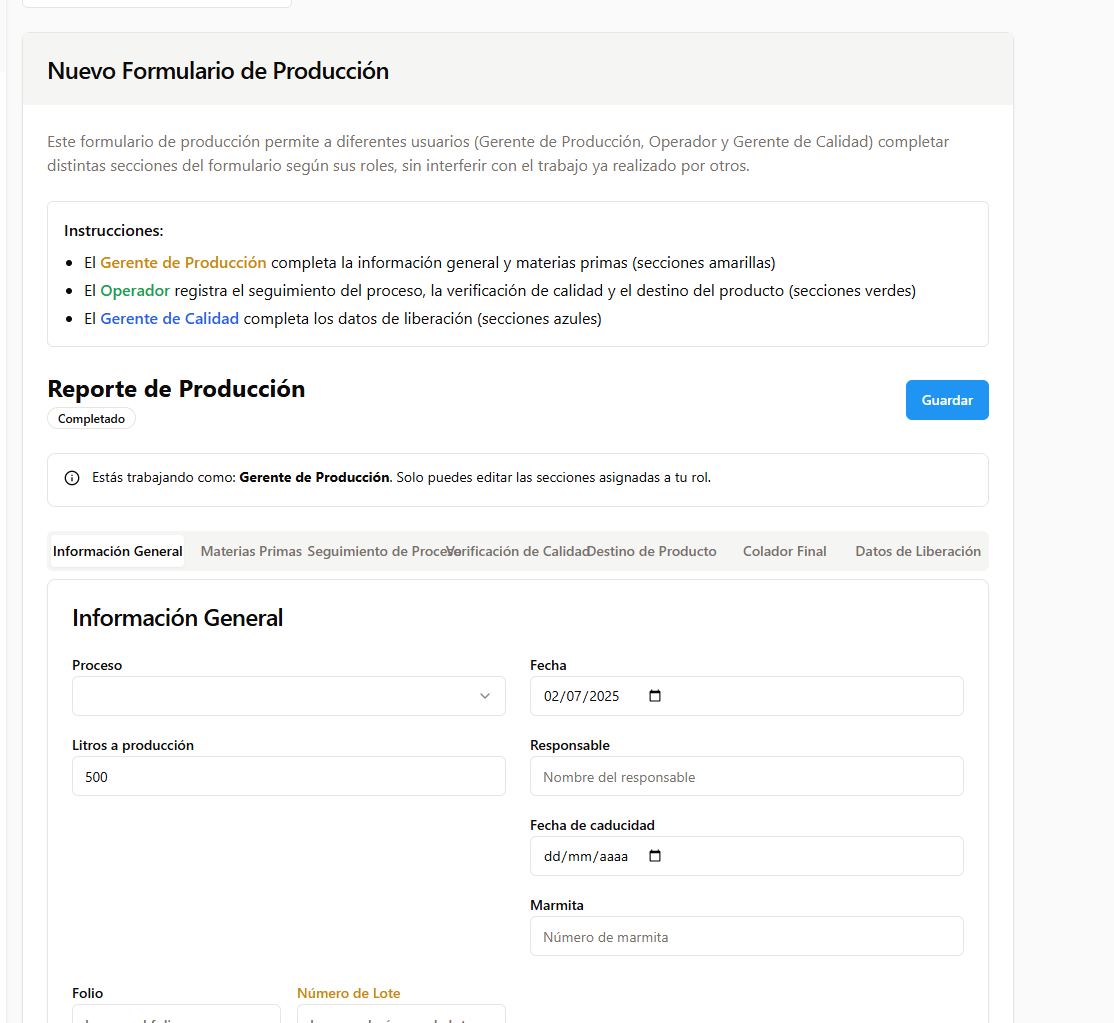 Nuevo Formulario de Producción
Este formulario de producción permite a diferentes usuarios (Gerente de Producción, Operador y Gerente de Calidad) completar
distintas secciones del formulario según sus roles, sin interferir con el trabajo ya realizado por otros.
Instrucciones:
El Gerente de Producción completa la información general y materias primas (secciones amarillas)
El Operador registra el seguimiento del proceso, la verificación de calidad y el destino del producto (secciones verdes)
El Gerente de Calidad completa los datos de liberación (secciones azules)
Reporte de Producción
Guardar
Completado
Estás trabajando como: Gerente de Producción. Solo puedes editar las secciones asignadas a tu rol.
Información General Materias Primas Seguimiento de Proceso Verificación de Calidad Destino de Producto Colador Final Datos de Liberación
Información General
Proceso Fecha
02/07/2025
Litros a producción Responsable
500 Nombre del responsable
Fecha de caducidad
dd/mm/aaaa
Marmita
Número de marmita
Folio Número de Lote